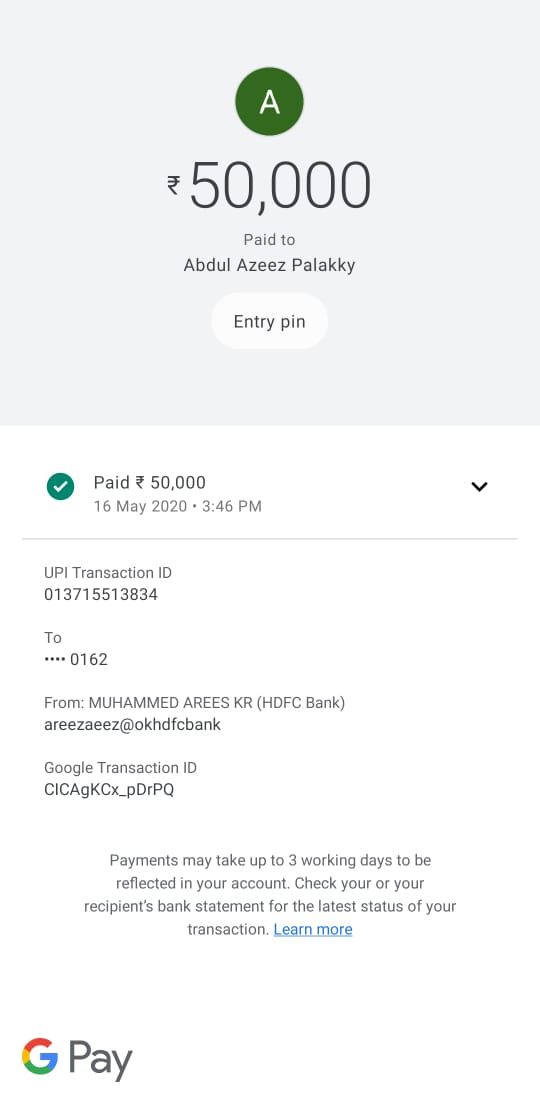 A
₹ 50,000
Paid to
Abdul Azeez Palakky
Entry pin
Paid ₹ 50,000
16 May 2020 • 3:46 PM
UPI Transaction ID
013715513834
To
•••• 0162
From: MUHAMMED AREES KR (HDFC Bank)
areezaeez@okhdfcbank
Google Transaction ID
CICAgKCx_pDrPQ
Payments may take up to 3 working days to be
reflected in your account. Check your or your
recipient's bank statement for the latest status of your
transaction. Learn more
G Pay